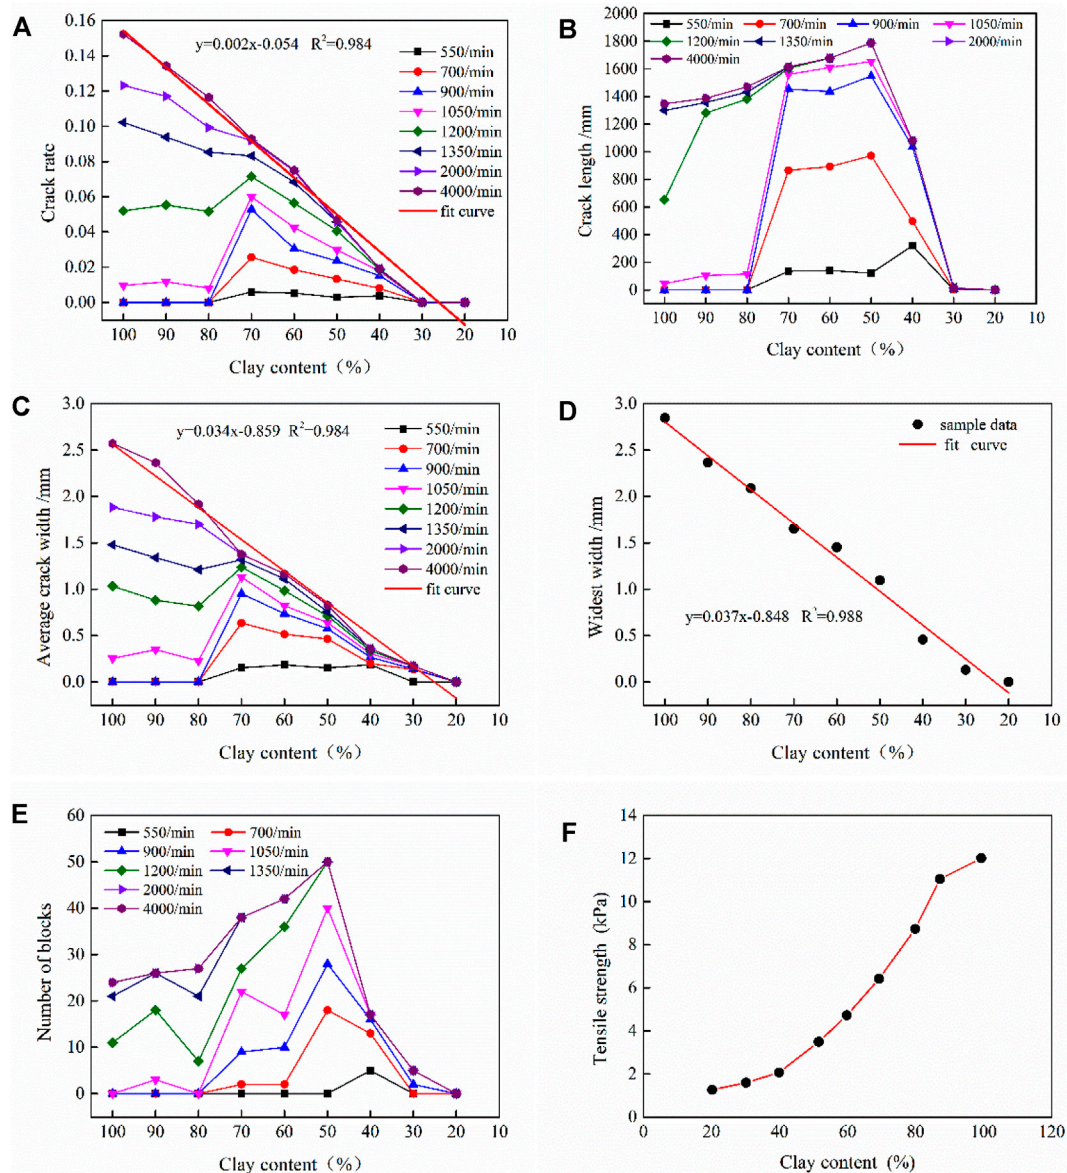 A
y=0.002x-0.054 R²=0.984
550/min
700/min
900/min
1050/min
1200/min
1350/min
2000/min
4000/min
fit curve
0.16
0.14
0.12
0.10
0.08
0.06
0.04
0.02
0.00
Crack rate
100 90 80 70 60 50 40 30 20 10
Clay content (%)
B
550/min 700/min 900/min 1050/min
1200/min 1350/min 2000/min
4000/min
2000
1800
1600
1400
1200
1000
800
600
400
200
0
Crack length /mm
100 90 80 70 60 50 40 30 20 10
Clay content (%)
C
y=0.034x-0.859 R²=0.984
550/min
700/min
900/min
1050/min
1200/min
1350/min
2000/min
4000/min
fit curve
3.0
2.5
2.0
1.5
1.0
0.5
0.0
Average crack width /mm
100 90 80 70 60 50 40 30 20 10
Clay content (%)
D
sample data
fit curve
y=0.037x-0.848 R²=0.988
3.0
2.5
2.0
1.5
1.0
0.5
0.0
Widest width /mm
100 90 80 70 60 50 40 30 20 10
Clay content (%)
E
550/min 700/min
900/min 1050/min
1200/min 1350/min
2000/min
4000/min
60
50
40
30
20
10
0
Number of blocks
100 90 80 70 60 50 40 30 20 10
Clay content (%)
F
14
12
10
8
6
4
2
0
Tensile strength (kPa)
0 20 40 60 80 100 120
Clay content (%)